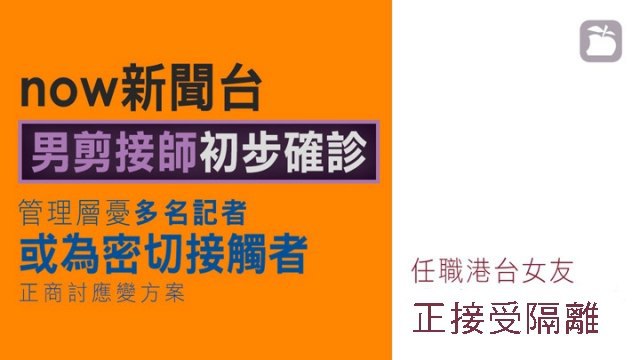 now新聞台
男剪接師初步確診
管理層憂多名記者
或為密切接觸者
正商討應變方案
任職港台女友
正接受隔離